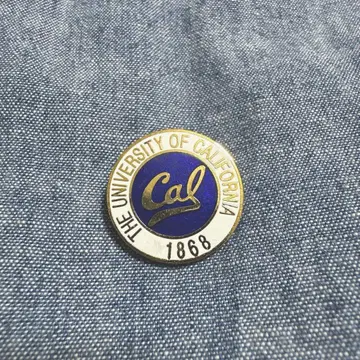 THE UNIVERSITY OF CALIFORNIA
Cal
1868